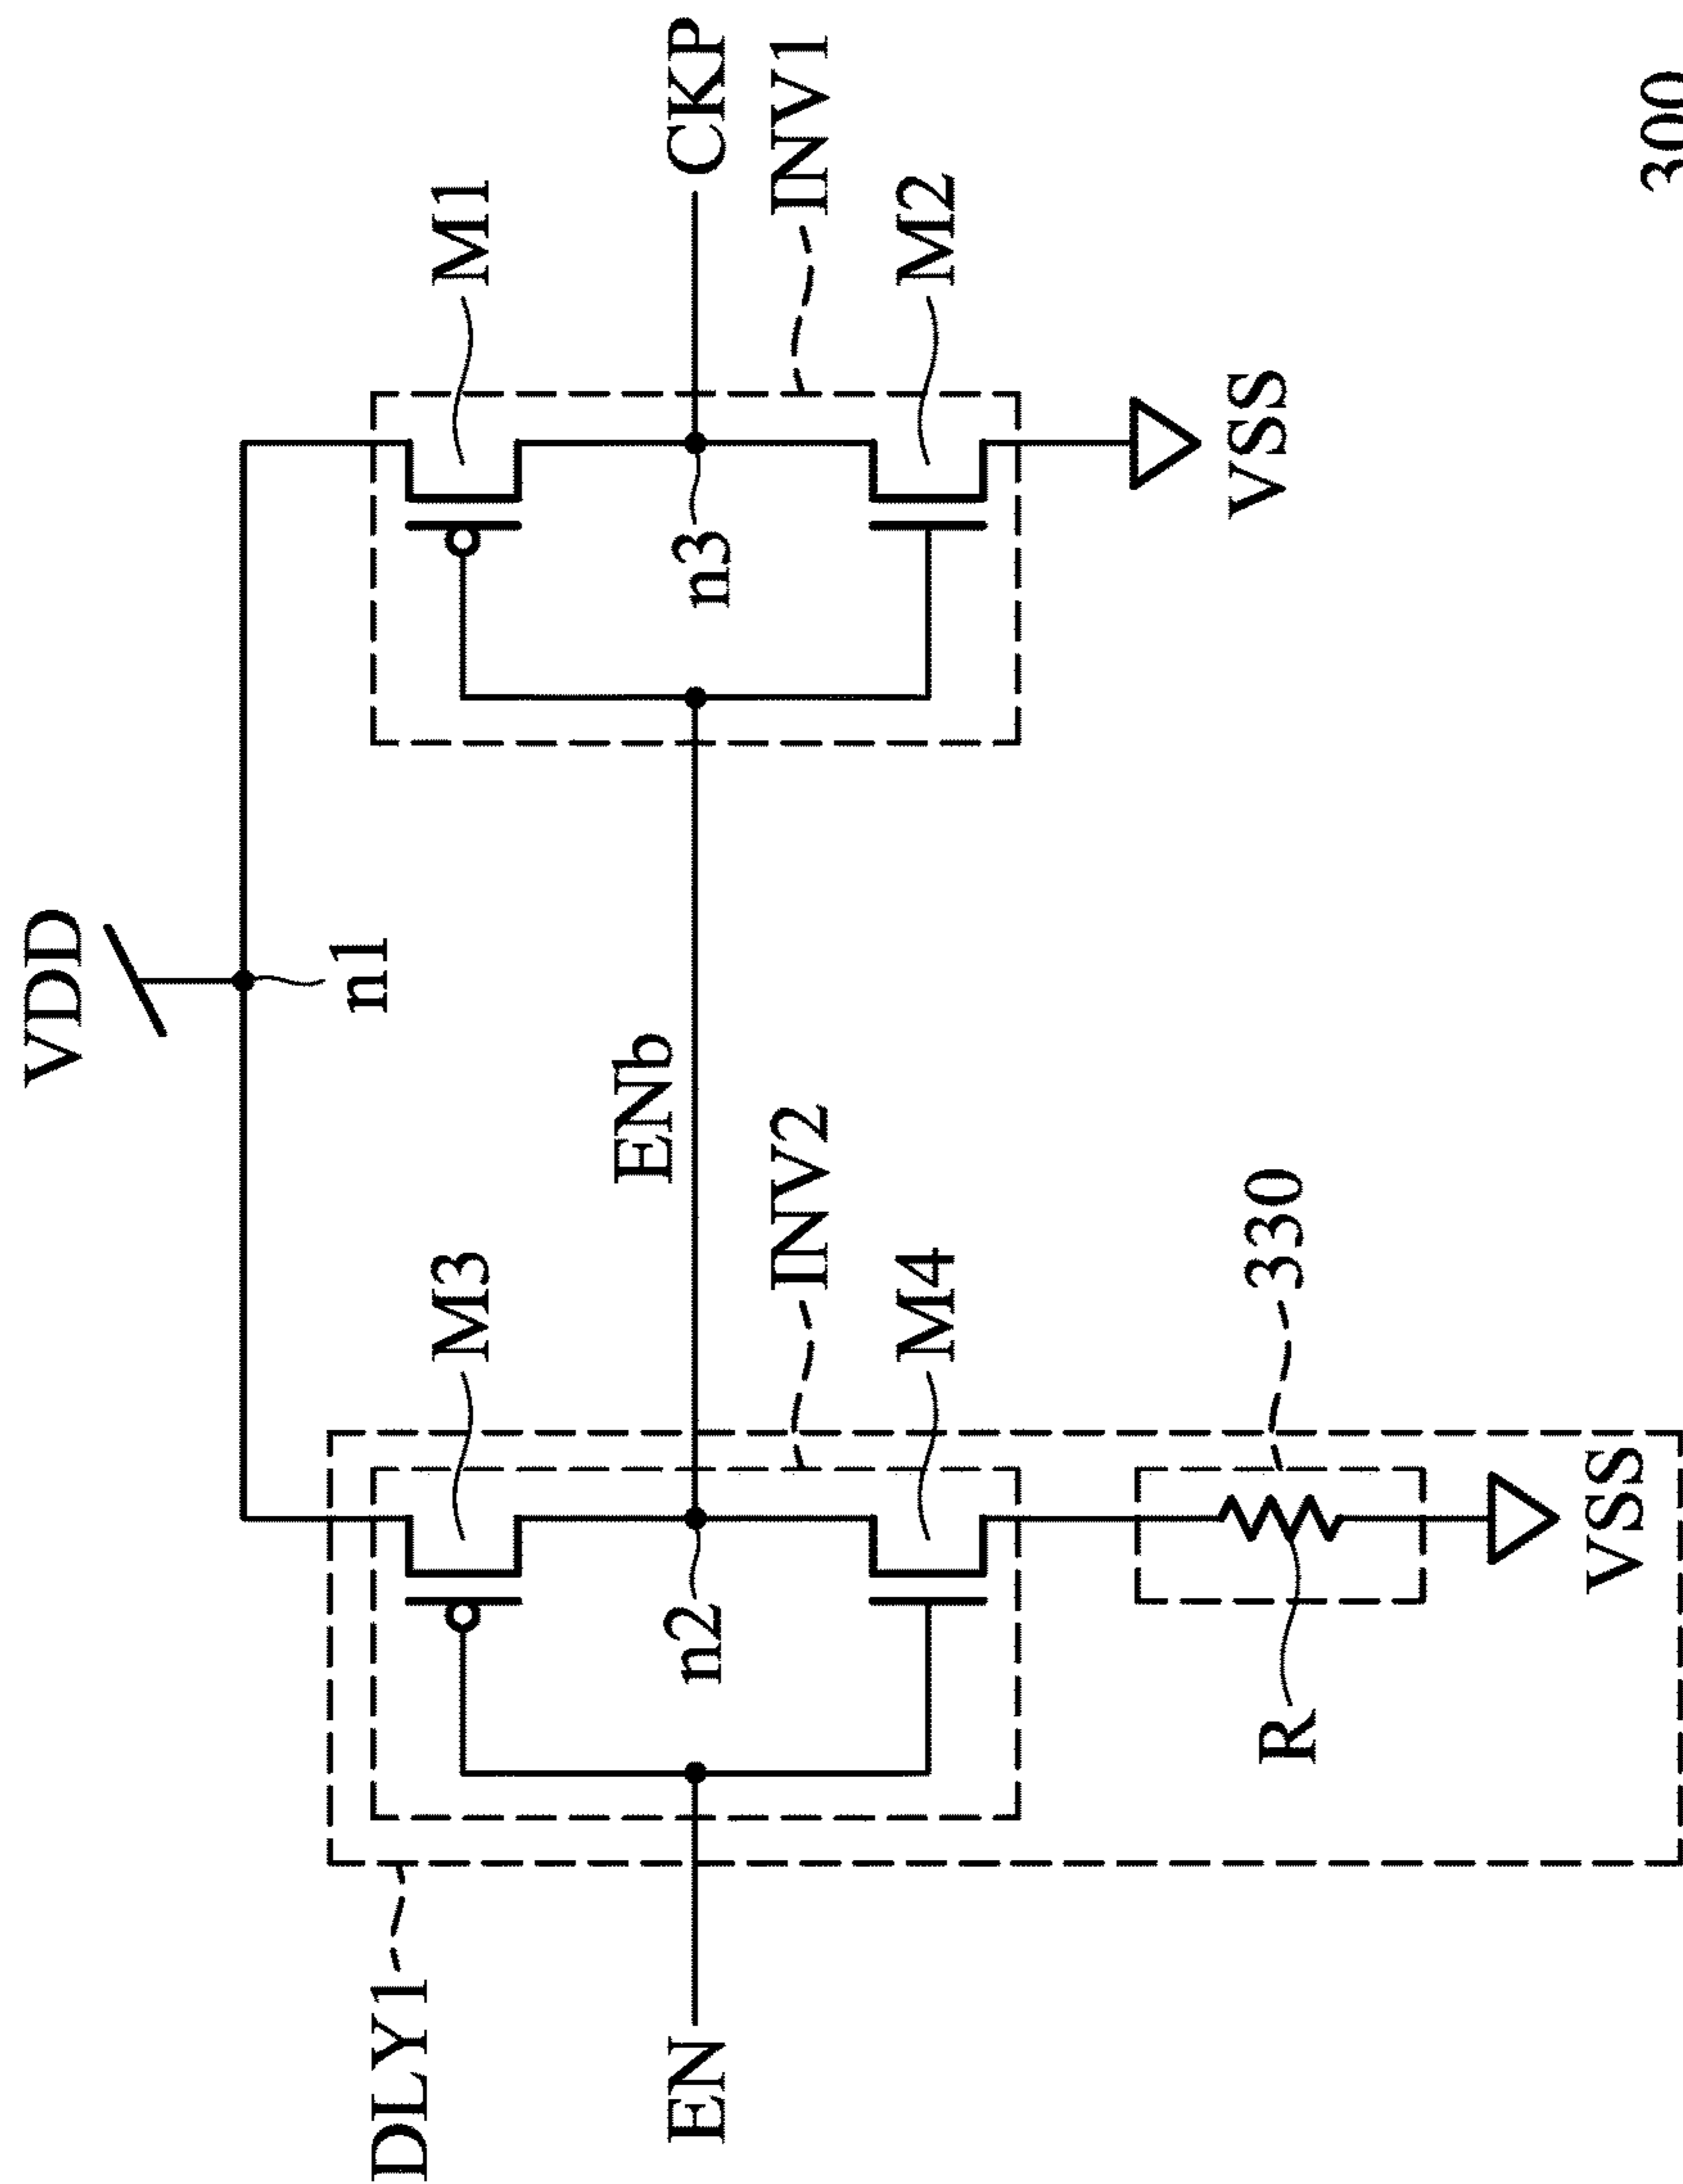 VDD
n1
DLY1
M3
M1
EN
n2
ENb
n3
CKP
INV2
INV1
M4
M2
R
330
VSS
VSS
300